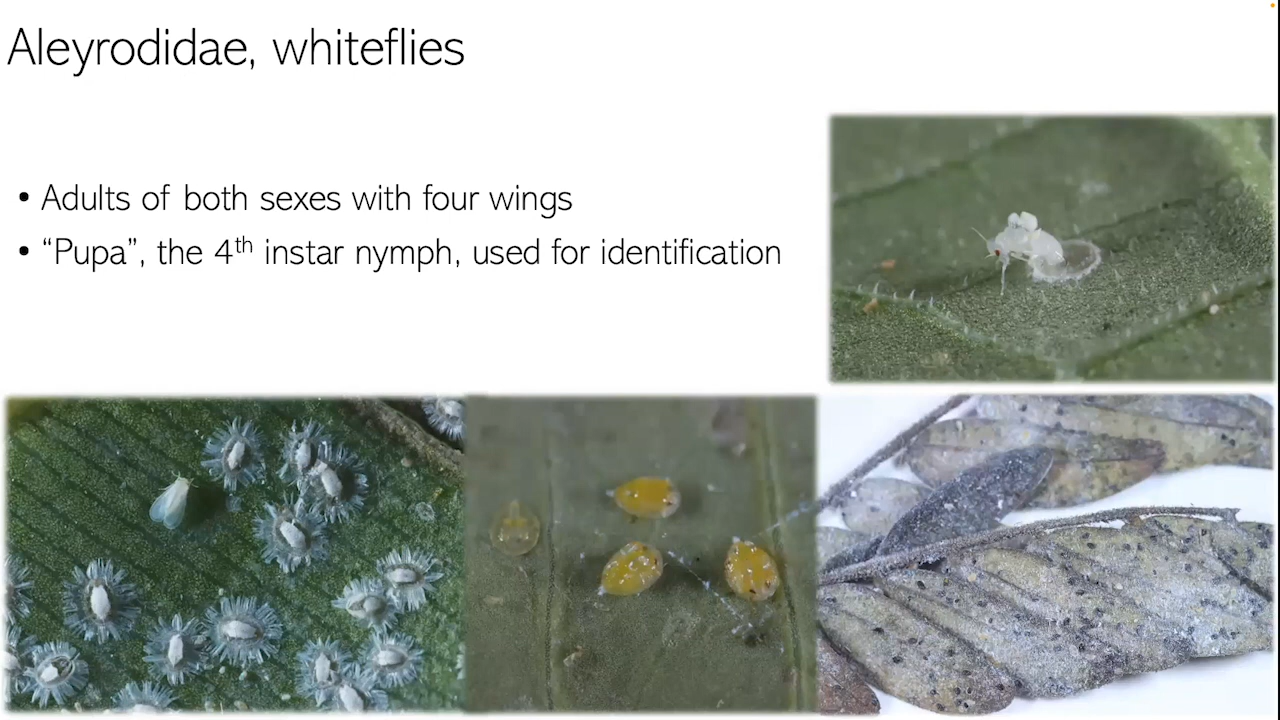 Aleyrodidae, whiteflies
• Adults of both sexes with four wings
• “Pupa”, the 4th instar nymph, used for identification